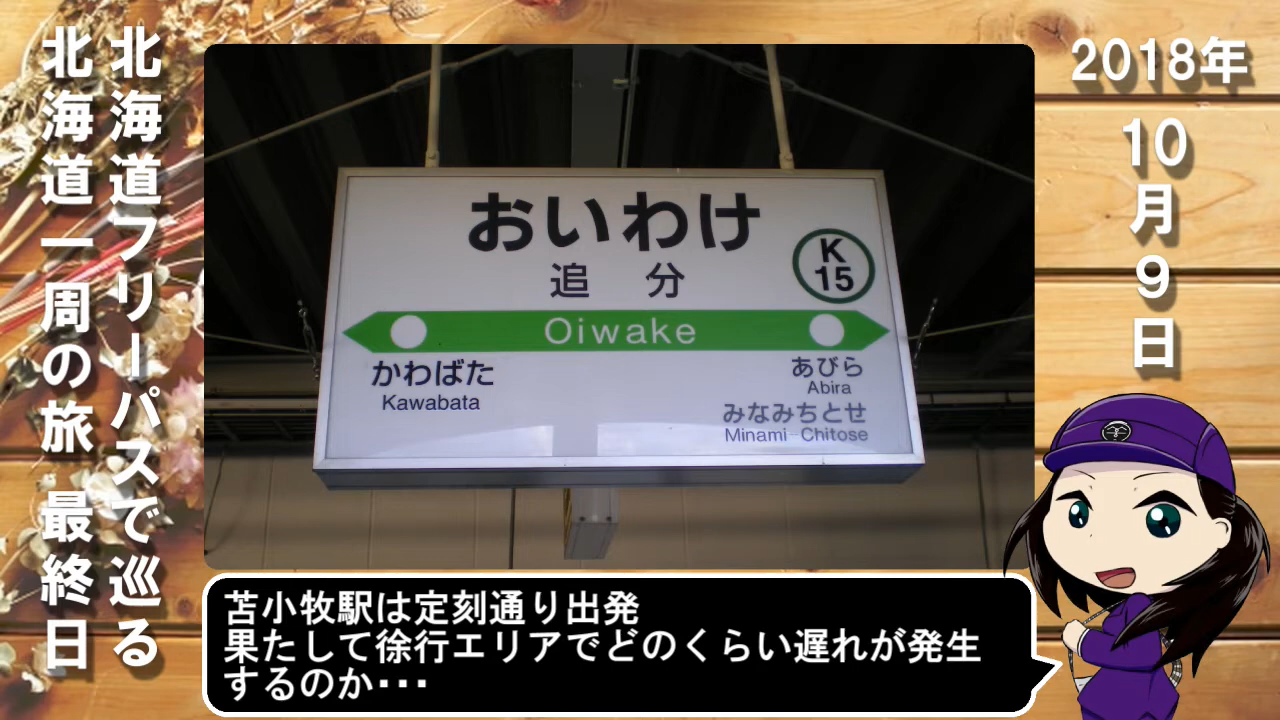 北海道フリーパスで巡る
北海道一周の旅 最終日
2018年
10月9日
おいわけ
追 分
K
15
Oiwake
かわばた
Kawabata
あびら
Abira
みなみちとせ
Minami-Chitose
苫小牧駅は定刻通り出発
果たして徐行エリアでどのくらい遅れが発生
するのか･･･